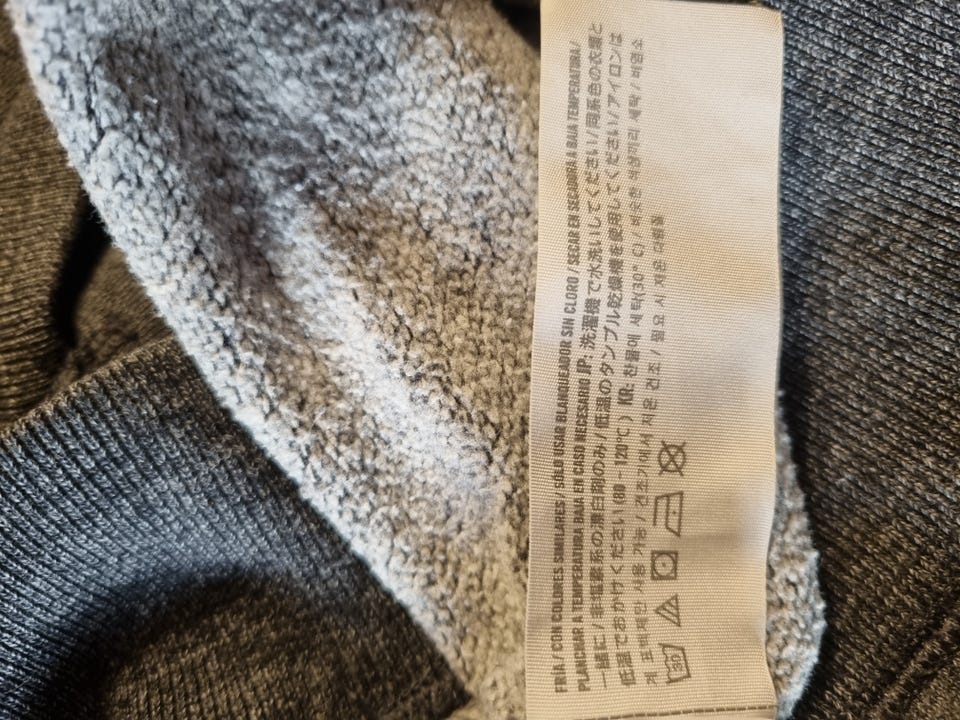 FRÍA / CON COLORES SIMILARES / SÓLO USAR BLANQUEADOR SIN CLORO / SECAR EN SECADORA A BAJA TEMPERATURA /
PLANCHAR A TEMPERATURA BAJA EN CASO NECESARIO JP: 洗濯機で水洗いしてください / 同系色の衣類と
一緒に / 非塩素系の漂白剤のみ / 低温のタンブル乾燥機を使用してください / アイロンは
低温でおかけください (80 - 120°C) KR: 찬물에 세탁(30° C) / 비슷한 색상끼리 세탁 / 비염소
계 표백제만 사용 가능 / 건조기에서 저온 건조 / 필요 시 저온 다림질
30